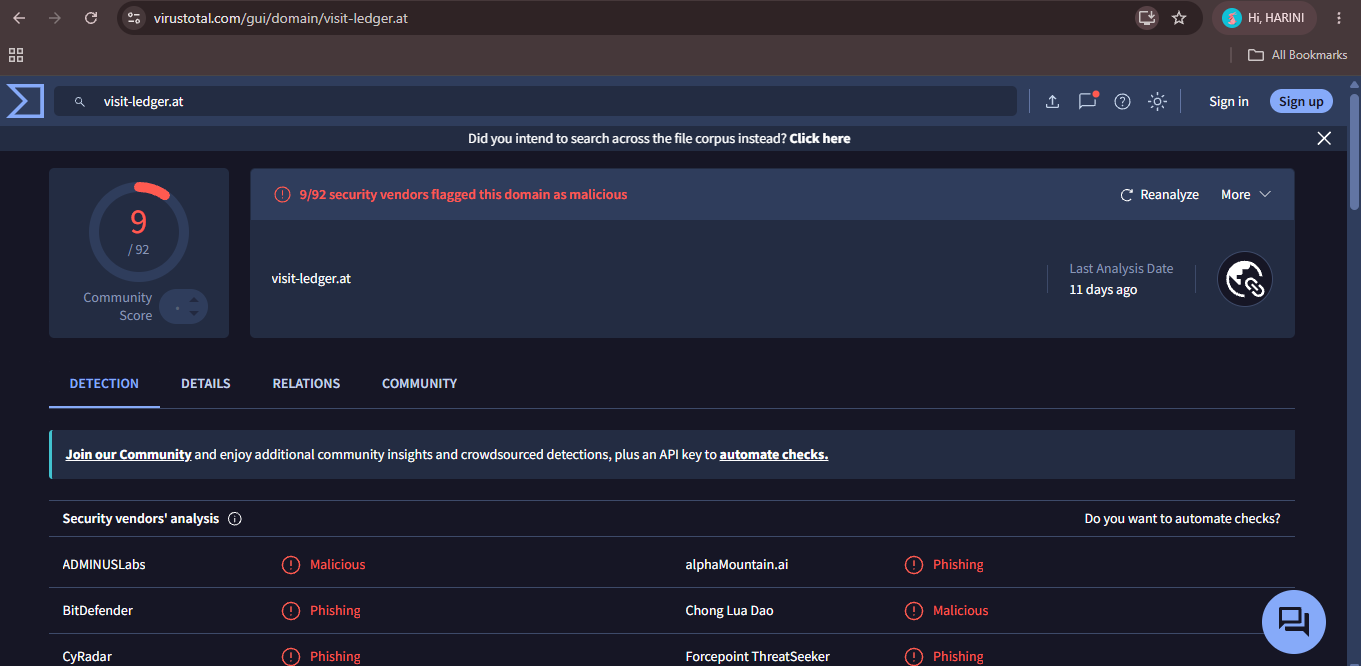 virustotal.com/gui/domain/visit-ledger.at
Hi, HARINI
All Bookmarks
visit-ledger.at
Sign in
Sign up
Did you intend to search across the file corpus instead? Click here
9
/ 92
Community
Score
9/92 security vendors flagged this domain as malicious
Reanalyze
More
visit-ledger.at
Last Analysis Date
11 days ago
DETECTION
DETAILS
RELATIONS
COMMUNITY
Join our Community and enjoy additional community insights and crowdsourced detections, plus an API key to automate checks.
Security vendors' analysis
Do you want to automate checks?
ADMINUSLabs
Malicious
alphaMountain.ai
Phishing
BitDefender
Phishing
Chong Lua Dao
Malicious
CyRadar
Phishing
Forcepoint ThreatSeeker
Phishing